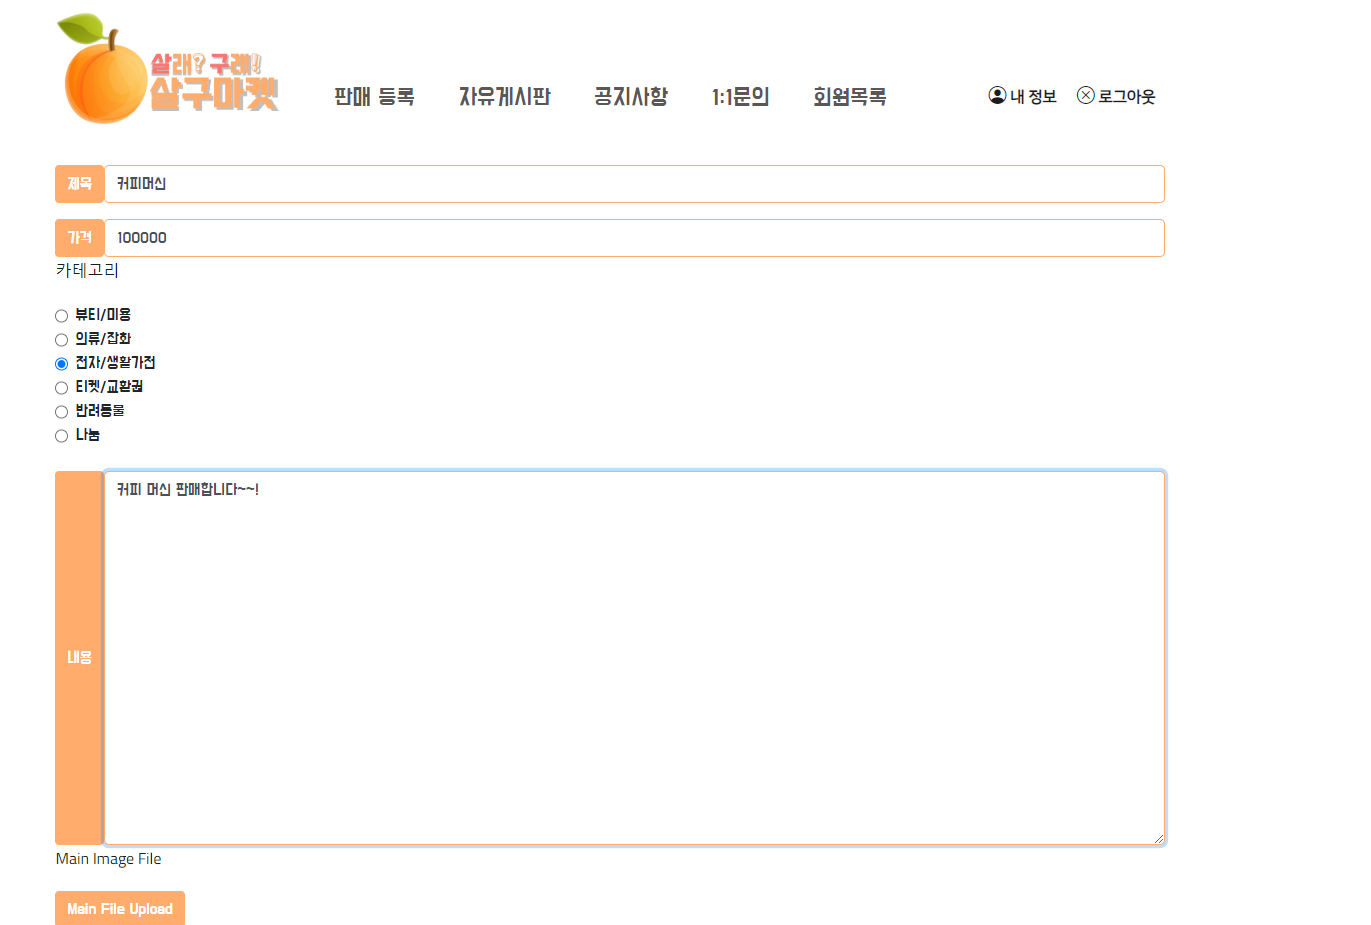 살래? 구래!
살구마켓
판매 등록 자유게시판 공지사항 1:1문의 회원목록 내 정보 로그아웃
제목 커피머신
가격 100000
카테고리
뷰티/미용
의류/잡화
전자/생활가전
티켓/교환권
반려동물
나눔
커피 머신 판매합니다~~!
내용
Main Image File
Main File Upload